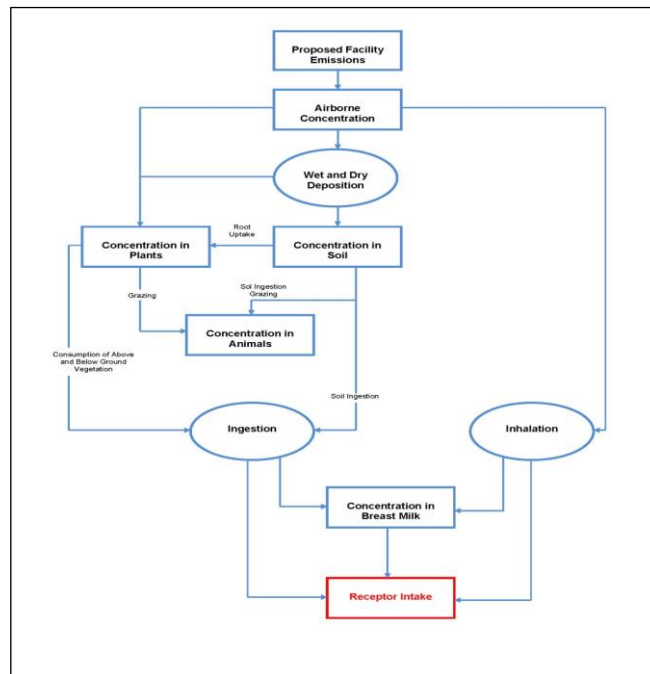 Proposed Facility
Emissions
Airborne
Concentration
Wet and Dry
Deposition
Root
Uptake
Concentration in
Plants
Concentration in
Soil
Grazing
Sol Ingestion
Grazing
Concentration in
Animals
Consumption of Above
and Below Ground
Vegetation
Soil Ingestion
Ingestion
Inhalation
Concentration in
Breast Milk
Receptor Intake